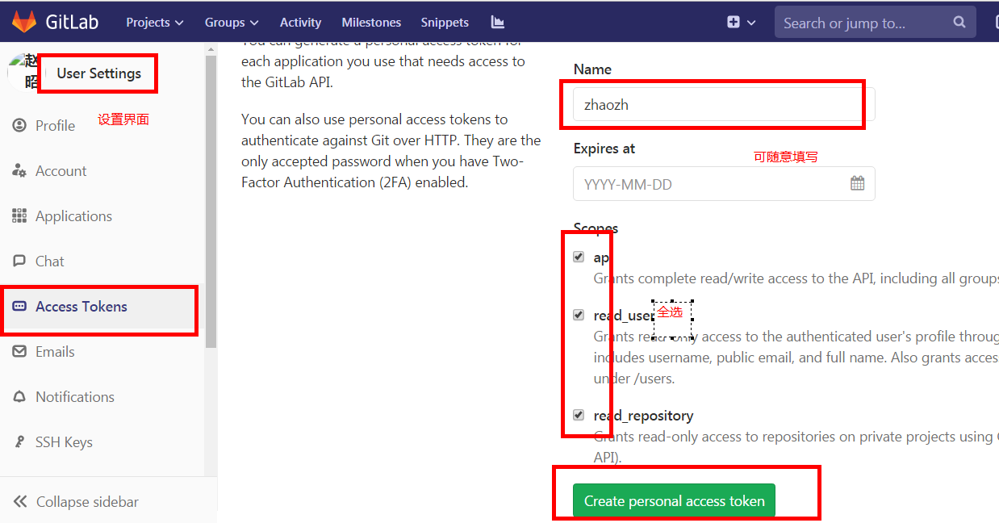 GitLab
Projects
Groups
Activity
Milestones
Snippets
Search or jump to...
赵
昭
User Settings
设置界面
Profile
Account
Applications
Chat
Access Tokens
Emails
Notifications
SSH Keys
Collapse sidebar
You can generate a personal access token for
each application you use that needs access to
the GitLab API.
You can also use personal access tokens to
authenticate against Git over HTTP. They are the
only accepted password when you have Two-
Factor Authentication (2FA) enabled.
Name
zhaozh
Expires at
可随意填写
YYYY-MM-DD
Scopes
api
Grants complete read/write access to the API, including all groups
read_user
全选
Grants read-only access to the authenticated user's profile through
includes username, public email, and full name. Also grants acces
under /users.
read_repository
Grants read-only access to repositories on private projects using
API).
Create personal access token